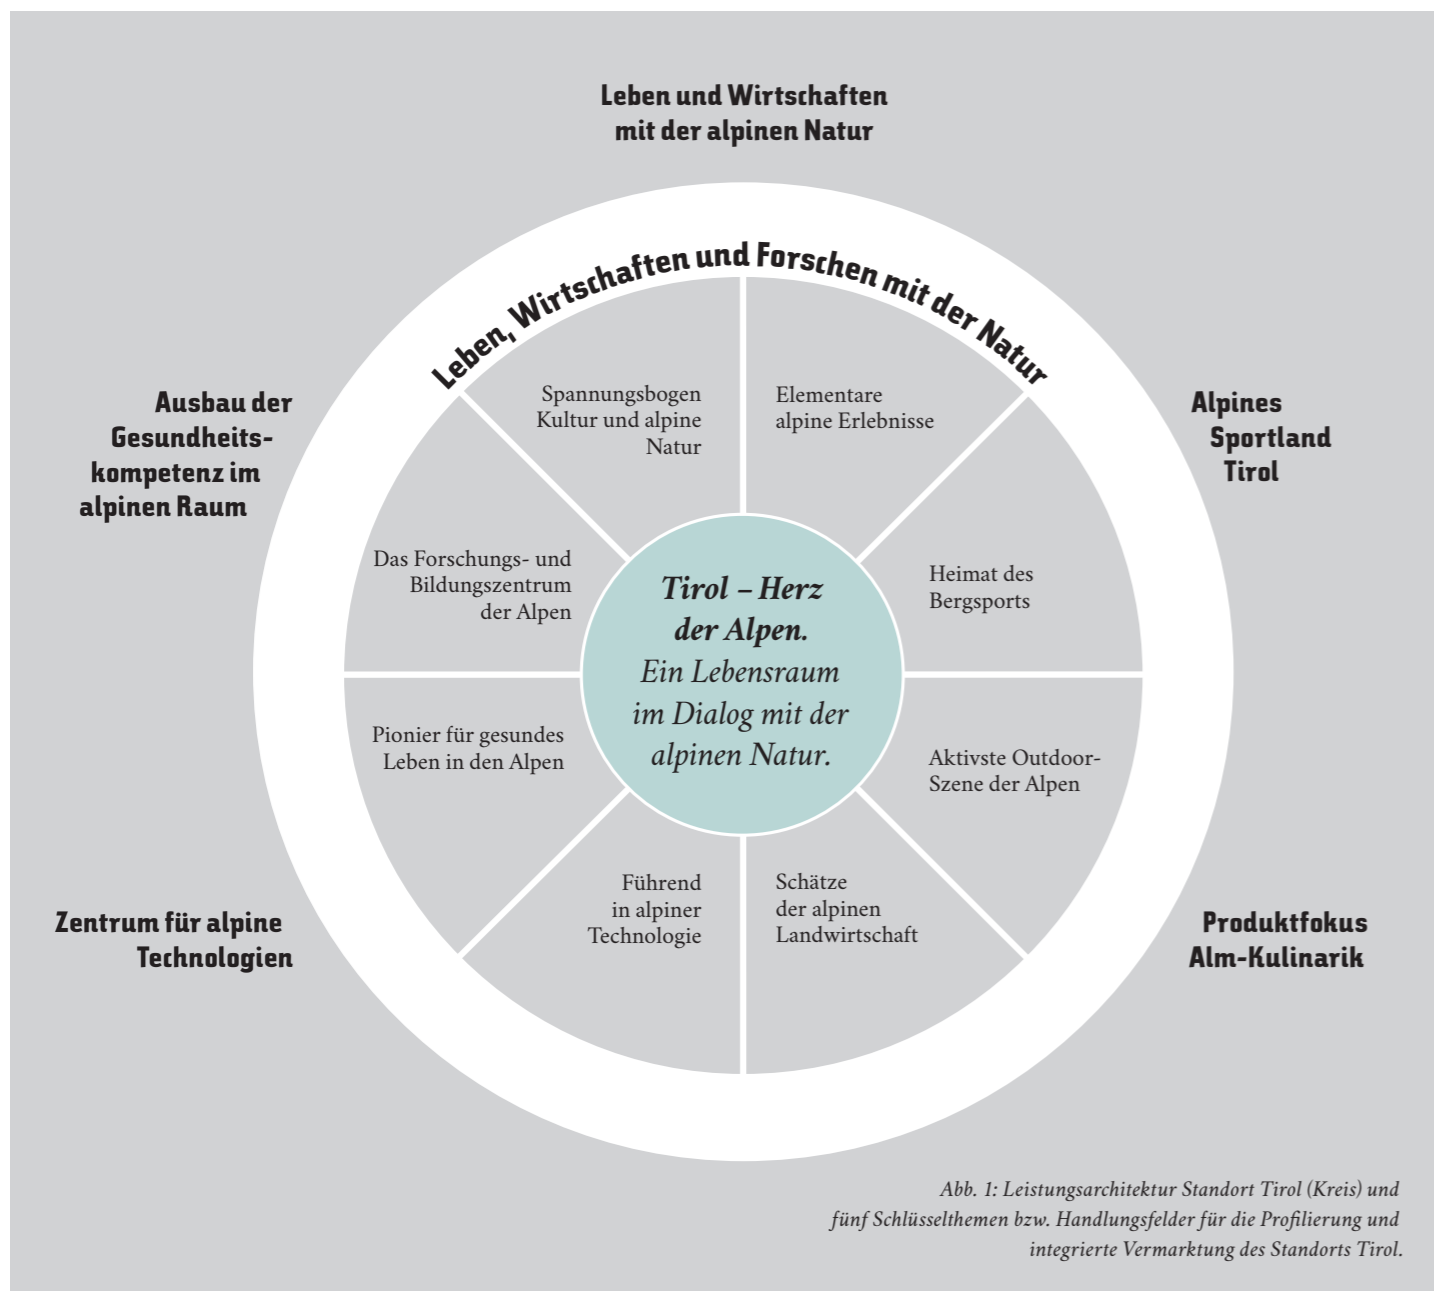 Leben und Wirtschaften
mit der alpinen Natur
Leben, Wirtschaften und Forschen mit der Natur
Ausbau der
Gesundheits-
kompetenz im
alpinen Raum
Alpines
Sportland
Tirol
Spannungsbogen
Kultur und alpine
Natur
Elementare
alpine Erlebnisse
Das Forschungs- und
Bildungszentrum
der Alpen
Heimat des
Bergsports
Tirol – Herz
der Alpen.
Ein Lebensraum
im Dialog mit der
alpinen Natur.
Pionier für gesundes
Leben in den Alpen
Aktivste Outdoor-
Szene der Alpen
Führend
in alpiner
Technologie
Schätze
der alpinen
Landwirtschaft
Zentrum für alpine
Technologien
Produktfokus
Alm-Kulinarik
Abb. 1: Leistungsarchitektur Standort Tirol (Kreis) und
fünf Schlüsselthemen bzw. Handlungsfelder für die Profilierung und
integrierte Vermarktung des Standorts Tirol.